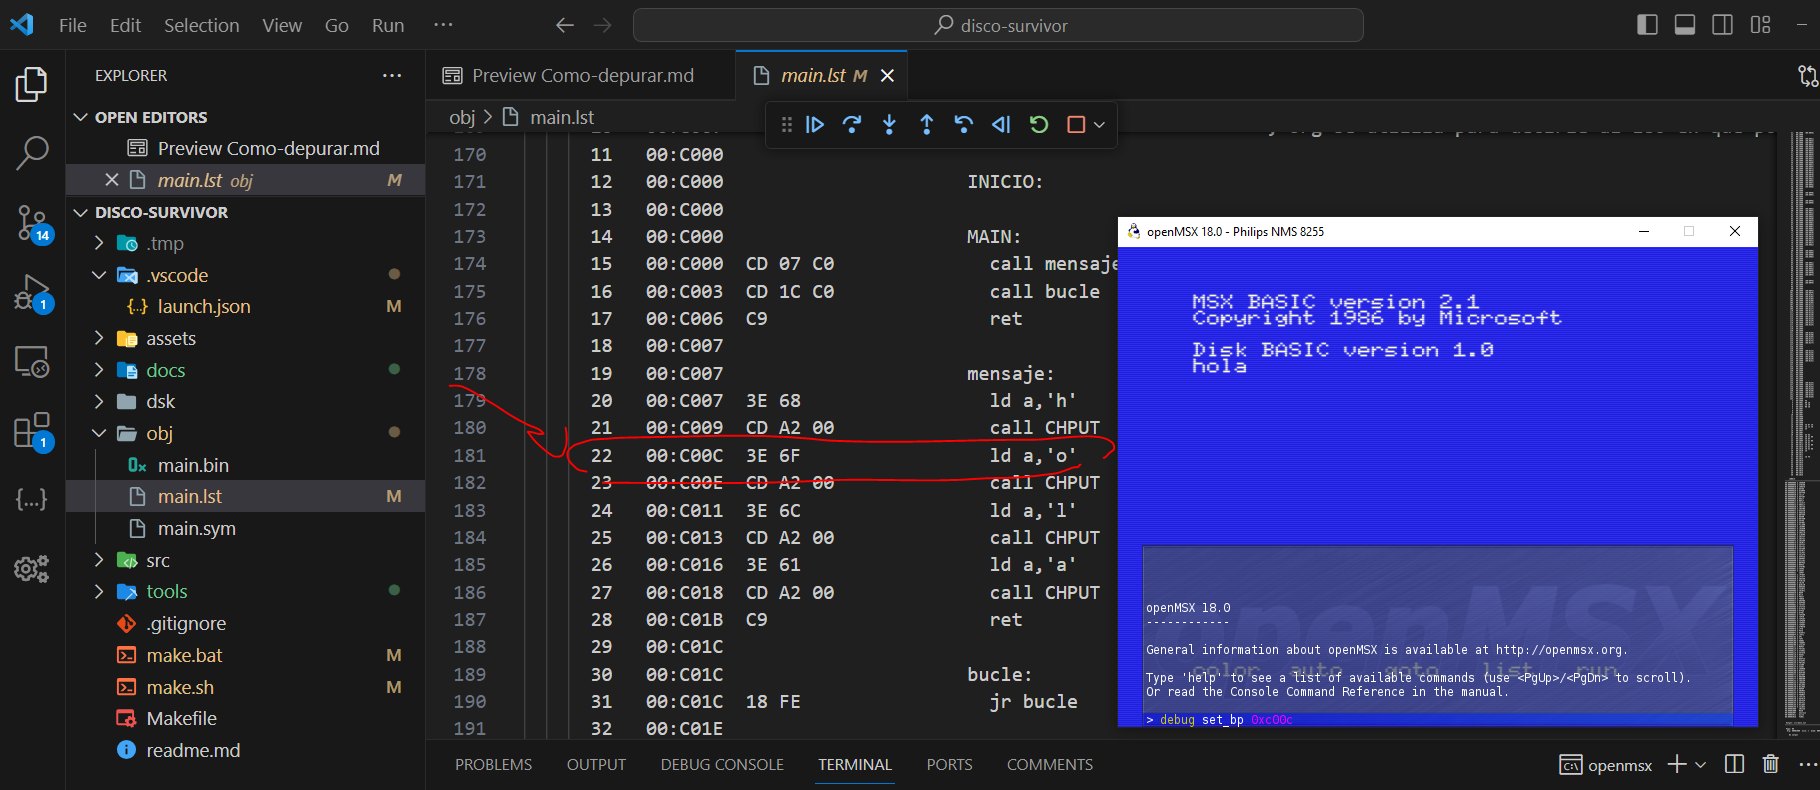 File Edit Selection View Go Run ···
disco-survivor
EXPLORER ···
OPEN EDITORS
Preview Como-depurar.md
main.lst obj M
DISCO-SURVIVOR
.tmp
.vscode
launch.json M
assets
docs
dsk
obj
main.bin
main.lst M
main.sym
src
tools
.gitignore
make.bat M
make.sh M
Makefile
readme.md
14
1
1
Preview Como-depurar.md
main.lst M
obj > main.lst
170 11 00:C000
171 12 00:C000 INICIO:
172 13 00:C000
173 14 00:C000 MAIN:
174 15 00:C000 CD 07 C0 call mensaje
175 16 00:C003 CD 1C C0 call bucle
176 17 00:C006 C9 ret
177 18 00:C007
178 19 00:C007 mensaje:
179 20 00:C007 3E 68 ld a,'h'
180 21 00:C009 CD A2 00 call CHPUT
181 22 00:C00C 3E 6F ld a,'o'
182 23 00:C00E CD A2 00 call CHPUT
183 24 00:C011 3E 6C ld a,'l'
184 25 00:C013 CD A2 00 call CHPUT
185 26 00:C016 3E 61 ld a,'a'
186 27 00:C018 CD A2 00 call CHPUT
187 28 00:C01B C9 ret
188 29 00:C01C
189 30 00:C01C bucle:
190 31 00:C01C 18 FE jr bucle
191 32 00:C01E
openMSX 18.0 - Philips NMS 8255
MSX BASIC version 2.1
Copyright 1986 by Microsoft
Disk BASIC version 1.0
hola
openMSX
openMSX 18.0
------------
General information about openMSX is available at http://openmsx.org.
color auto goto list run
Type 'help' to see a list of available commands (use <PgUp>/<PgDn> to scroll).
Or read the Console Command Reference in the manual.
> debug set_bp 0xc00c
PROBLEMS OUTPUT DEBUG CONSOLE TERMINAL PORTS COMMENTS
openmsx